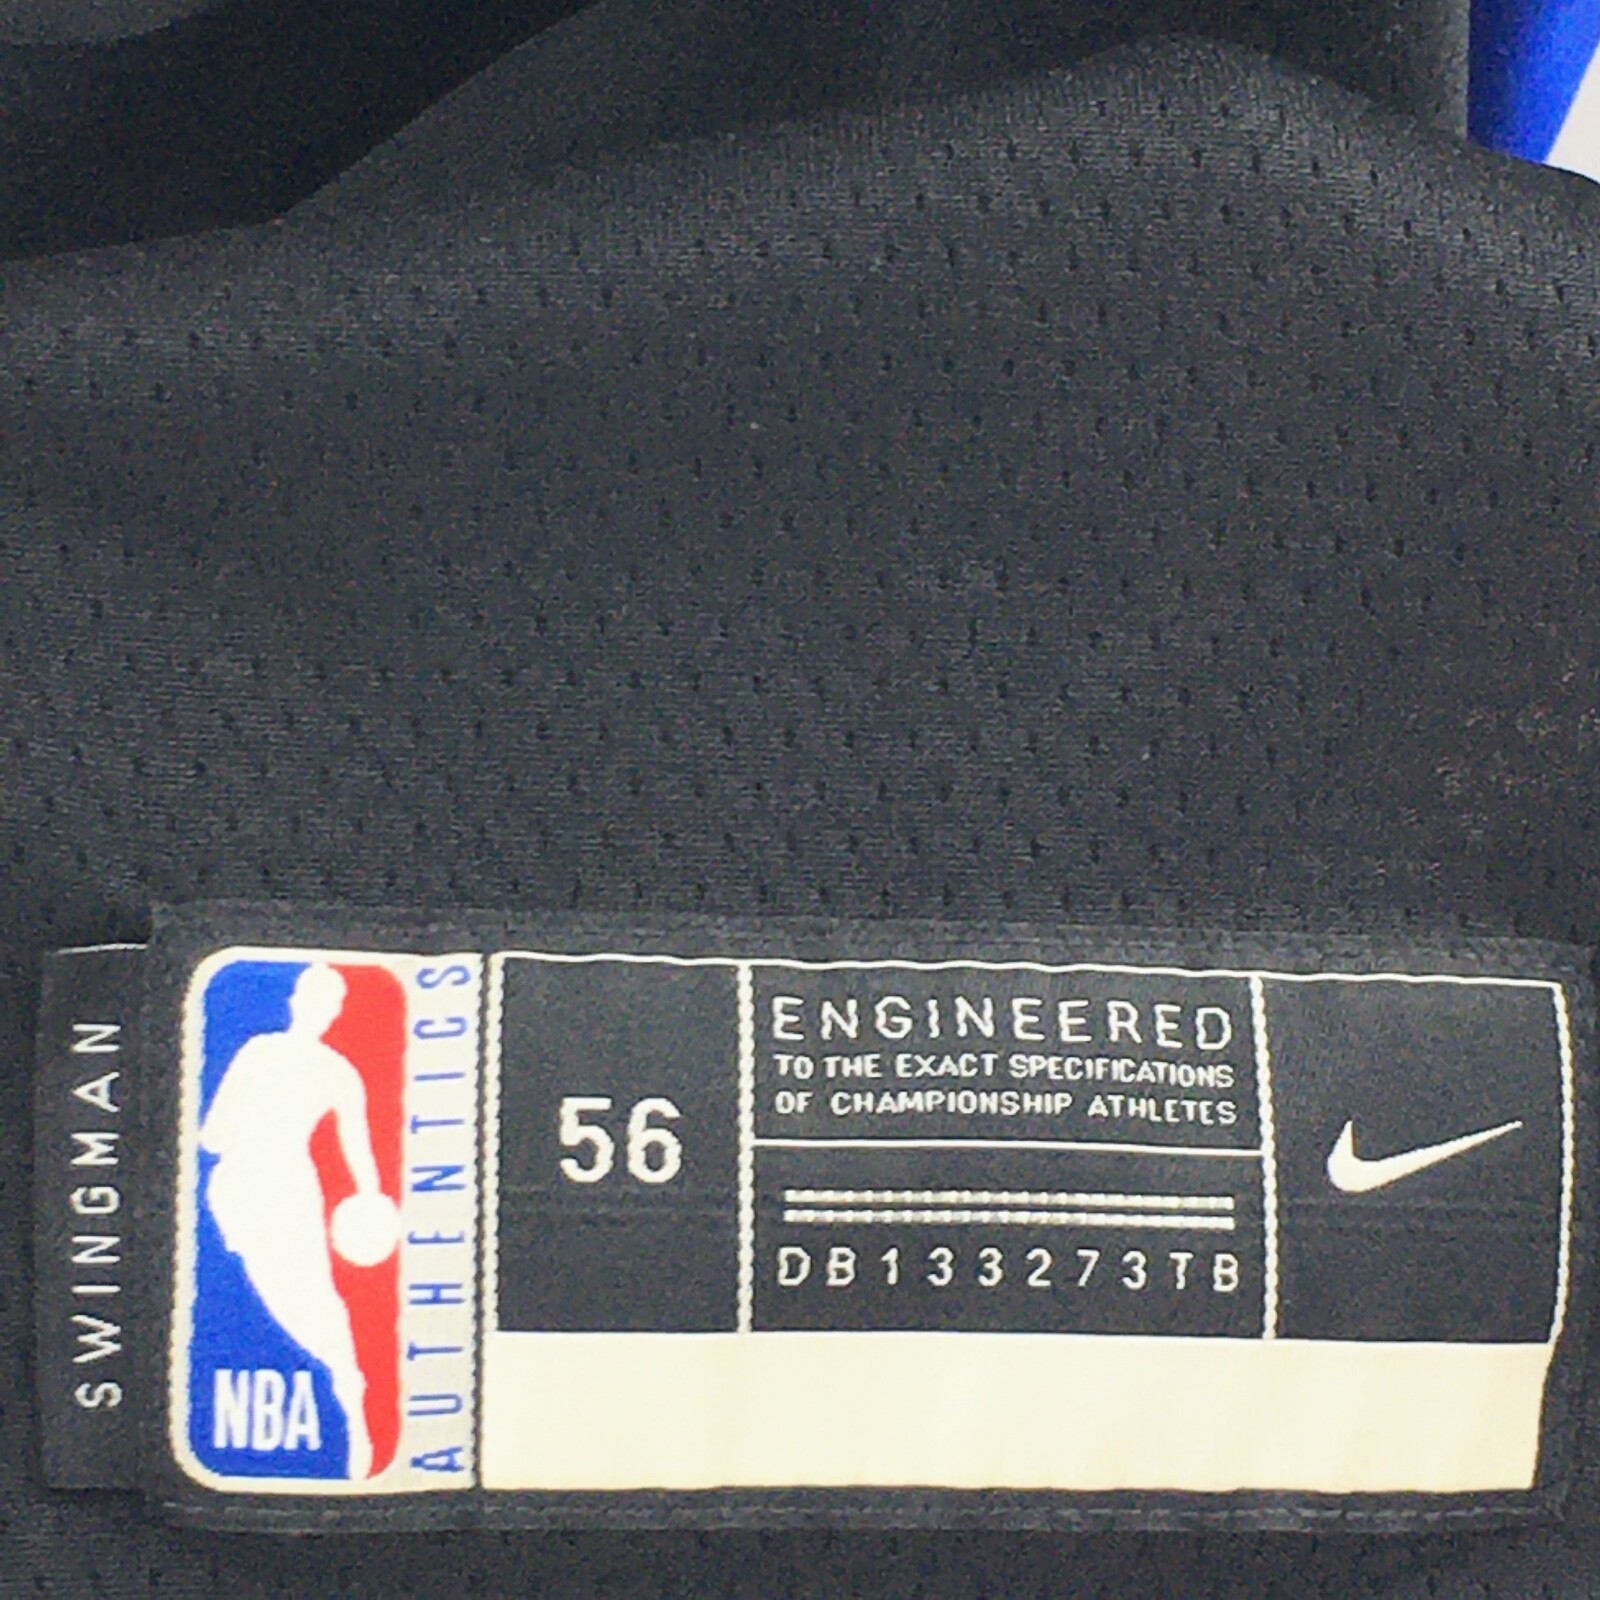 SWINGMAN
NBA
AUTHENTICS
56
ENGINEERED
TO THE EXACT SPECIFICATIONS
OF CHAMPIONSHIP ATHLETES
DB133273TB